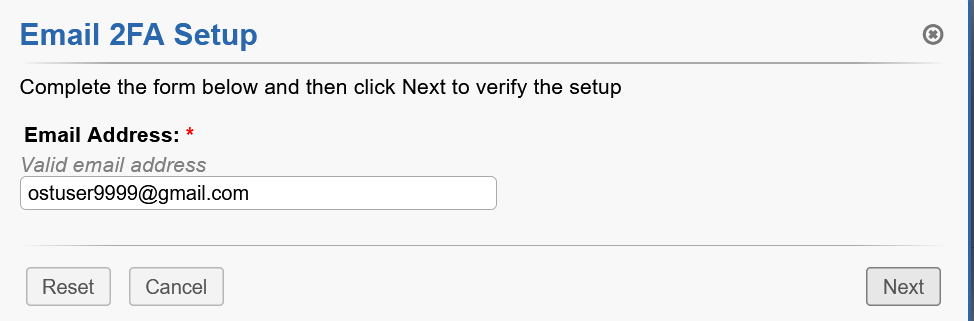 Email 2FA Setup
Complete the form below and then click Next to verify the setup
Email Address: *
Valid email address
ostuser9999@gmail.com
Reset Cancel Next